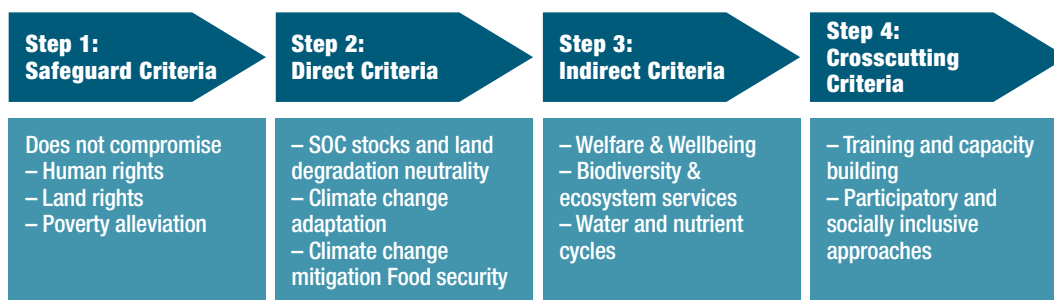 Step 1:
Safeguard Criteria
Does not compromise
– Human rights
– Land rights
– Poverty alleviation
Step 2:
Direct Criteria
– SOC stocks and land
degradation neutrality
– Climate change
adaptation
– Climate change
mitigation Food security
Step 3:
Indirect Criteria
– Welfare & Wellbeing
– Biodiversity &
ecosystem services
– Water and nutrient
cycles
Step 4:
Crosscutting
Criteria
– Training and capacity
building
– Participatory and
socially inclusive
approaches